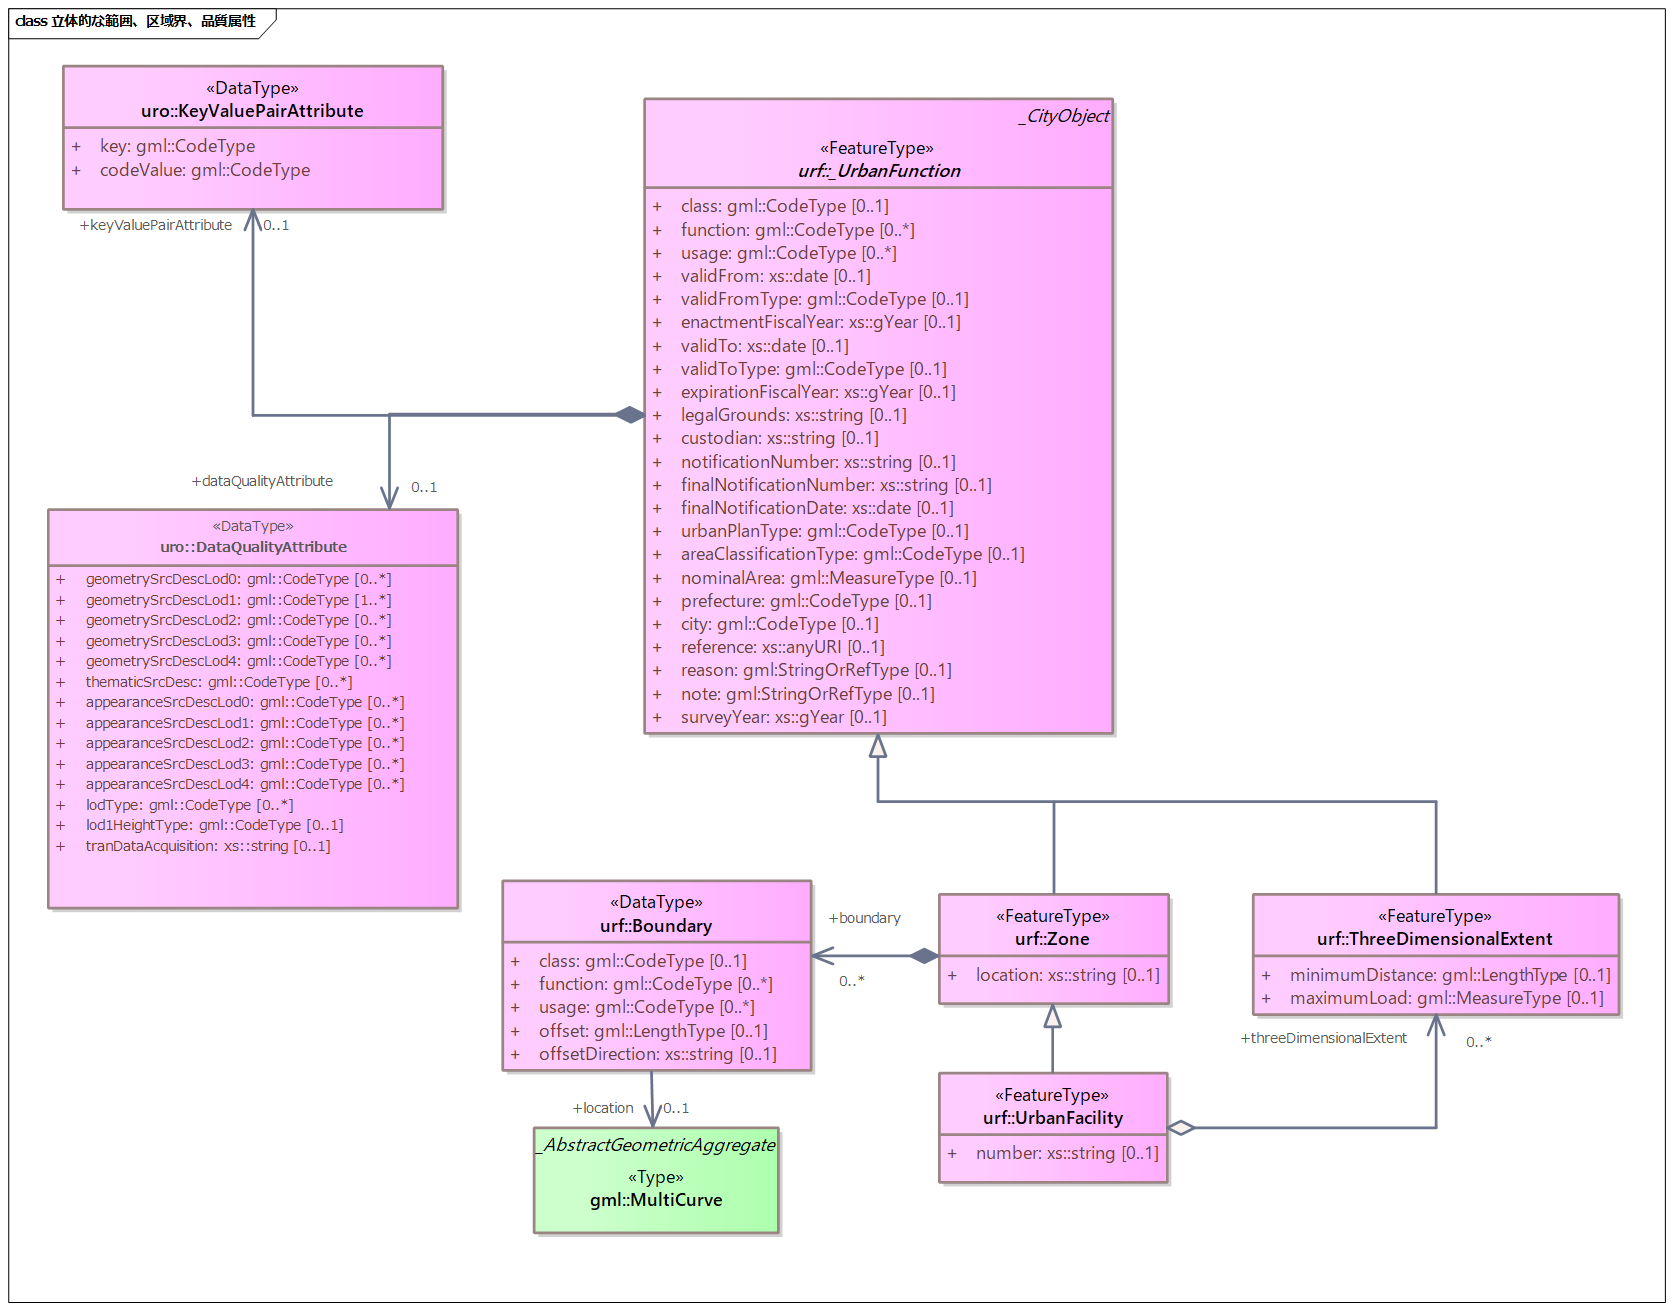 class 立体的な範囲、区域界、品質属性
«DataType»
uro::KeyValuePairAttribute
+ key: gml::CodeType
+ codeValue: gml::CodeType
+keyValuePairAttribute
0..1
_CityObject
«FeatureType»
urf::_UrbanFunction
+ class: gml::CodeType [0..1]
+ function: gml::CodeType [0..*]
+ usage: gml::CodeType [0..*]
+ validFrom: xs::date [0..1]
+ validFromType: gml::CodeType [0..1]
+ enactmentFiscalYear: xs::gYear [0..1]
+ validTo: xs::date [0..1]
+ validToType: gml::CodeType [0..1]
+ expirationFiscalYear: xs::gYear [0..1]
+ legalGrounds: xs::string [0..1]
+ custodian: xs::string [0..1]
+ notificationNumber: xs::string [0..1]
+ finalNotificationNumber: xs::string [0..1]
+ finalNotificationDate: xs::date [0..1]
+ urbanPlanType: gml::CodeType [0..1]
+ areaClassificationType: gml::CodeType [0..1]
+ nominalArea: gml::MeasureType [0..1]
+ prefecture: gml::CodeType [0..1]
+ city: gml::CodeType [0..1]
+ reference: xs::anyURI [0..1]
+ reason: gml:StringOrRefType [0..1]
+ note: gml:StringOrRefType [0..1]
+ surveyYear: xs::gYear [0..1]
+dataQualityAttribute
0..1
«DataType»
uro::DataQualityAttribute
+ geometrySrcDescLod0: gml::CodeType [0..*]
+ geometrySrcDescLod1: gml::CodeType [1..*]
+ geometrySrcDescLod2: gml::CodeType [0..*]
+ geometrySrcDescLod3: gml::CodeType [0..*]
+ geometrySrcDescLod4: gml::CodeType [0..*]
+ thematicSrcDesc: gml::CodeType [0..*]
+ appearanceSrcDescLod0: gml::CodeType [0..*]
+ appearanceSrcDescLod1: gml::CodeType [0..*]
+ appearanceSrcDescLod2: gml::CodeType [0..*]
+ appearanceSrcDescLod3: gml::CodeType [0..*]
+ appearanceSrcDescLod4: gml::CodeType [0..*]
+ lodType: gml::CodeType [0..*]
+ lod1HeightType: gml::CodeType [0..1]
+ tranDataAcquisition: xs::string [0..1]
«DataType»
urf::Boundary
+ class: gml::CodeType [0..1]
+ function: gml::CodeType [0..*]
+ usage: gml::CodeType [0..*]
+ offset: gml::LengthType [0..1]
+ offsetDirection: xs::string [0..1]
+boundary
0..*
«FeatureType»
urf::Zone
+ location: xs::string [0..1]
«FeatureType»
urf::ThreeDimensionalExtent
+ minimumDistance: gml::LengthType [0..1]
+ maximumLoad: gml::MeasureType [0..1]
+threeDimensionalExtent
0..*
«FeatureType»
urf::UrbanFacility
+ number: xs::string [0..1]
+location
0..1
_AbstractGeometricAggregate
«Type»
gml::MultiCurve